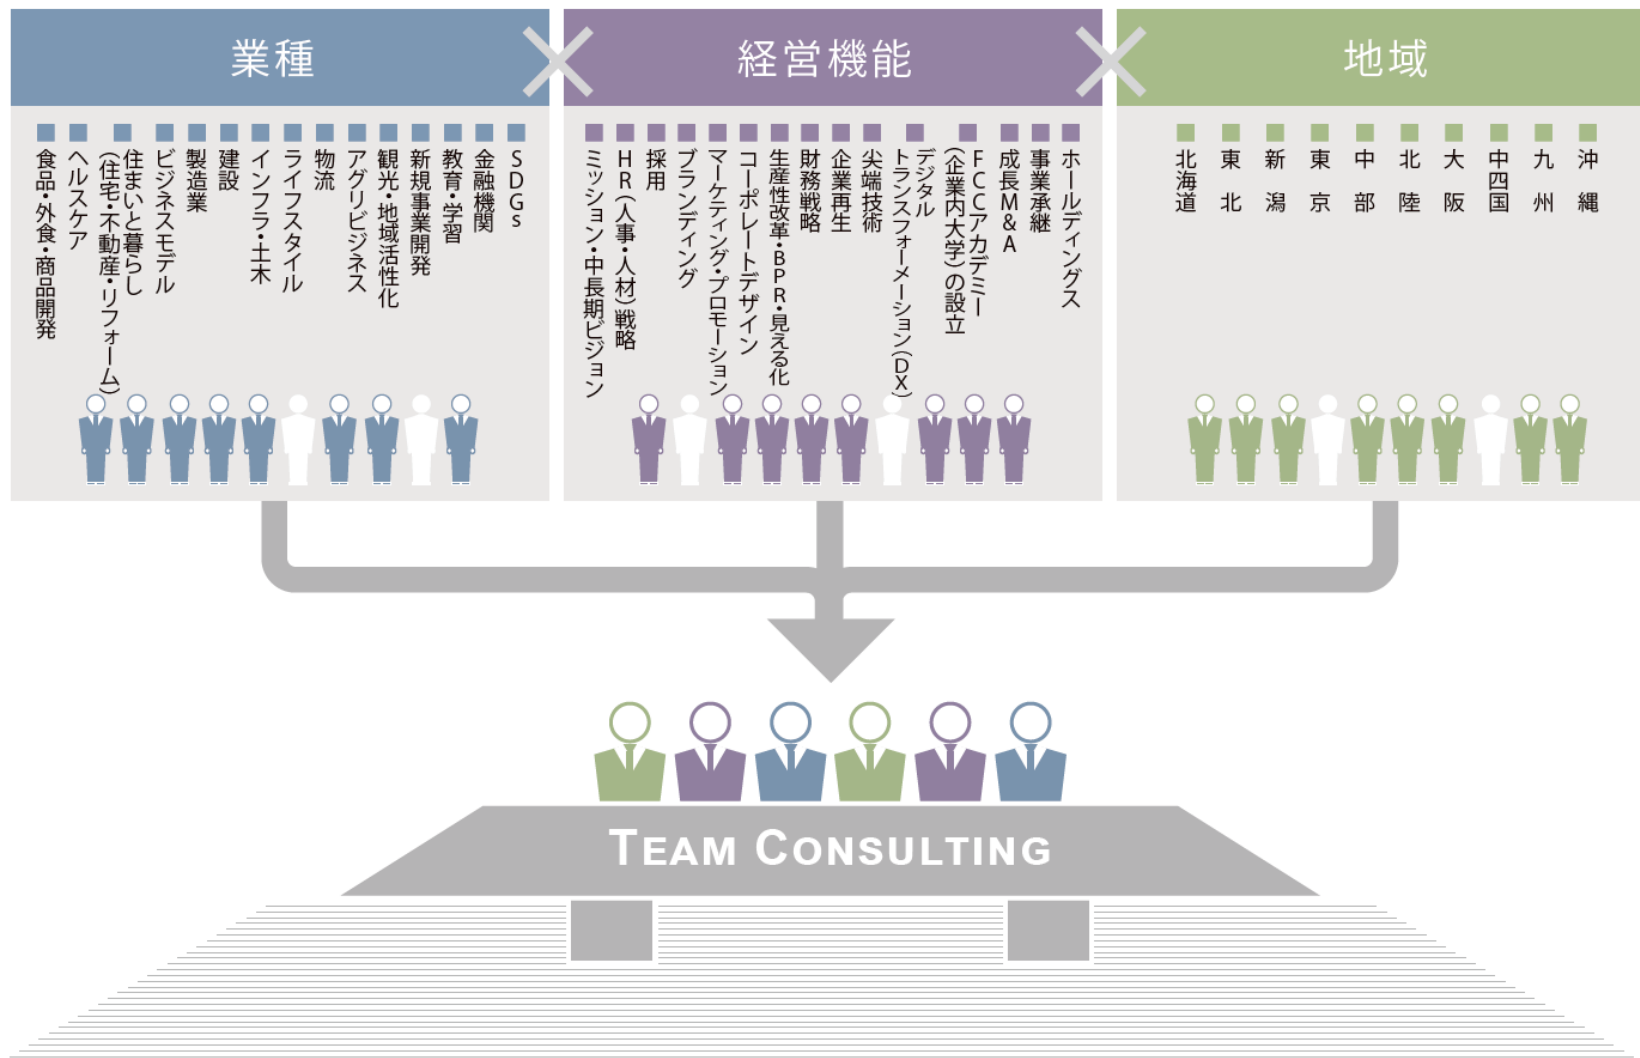 業種
食品・外食・商品開発
ヘルスケア
住まいと暮らし
(住宅・不動産・リフォーム)
ビジネスモデル
製造業
建設
インフラ・土木
ライフスタイル
物流
アグリビジネス
観光・地域活性化
新規事業開発
教育・学習
金融機関
SDGs
経営機能
ミッション・中長期ビジョン
HR(人事・人材)戦略
採用
ブランディング
マーケティング・プロモーション
コーポレートデザイン
生産性改革・BPR・見える化
財務戦略
企業再生
尖端技術
デジタル
トランスフォーメーション(DX)
FCCアカデミー
(企業内大学)の設立
成長M&A
事業承継
ホールディングス
地域
北海道
東北
新潟
東京
中部
北陸
大阪
中四国
九州
沖縄
TEAM CONSULTING